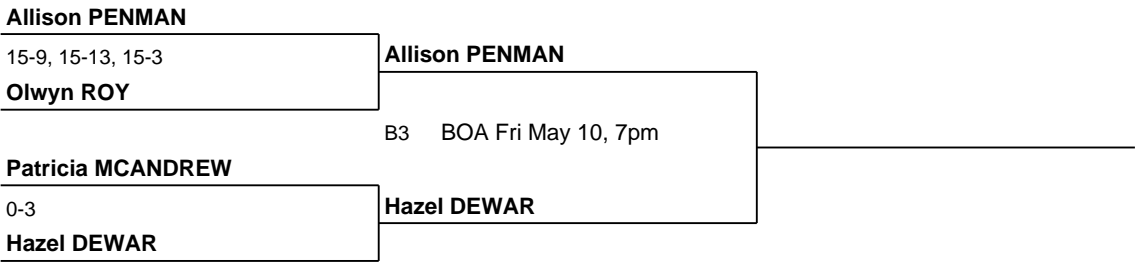 Allison PENMAN
15-9, 15-13, 15-3
Allison PENMAN
Olwyn ROY
B3 BOA Fri May 10, 7pm
Patricia MCANDREW
0-3
Hazel DEWAR
Hazel DEWAR